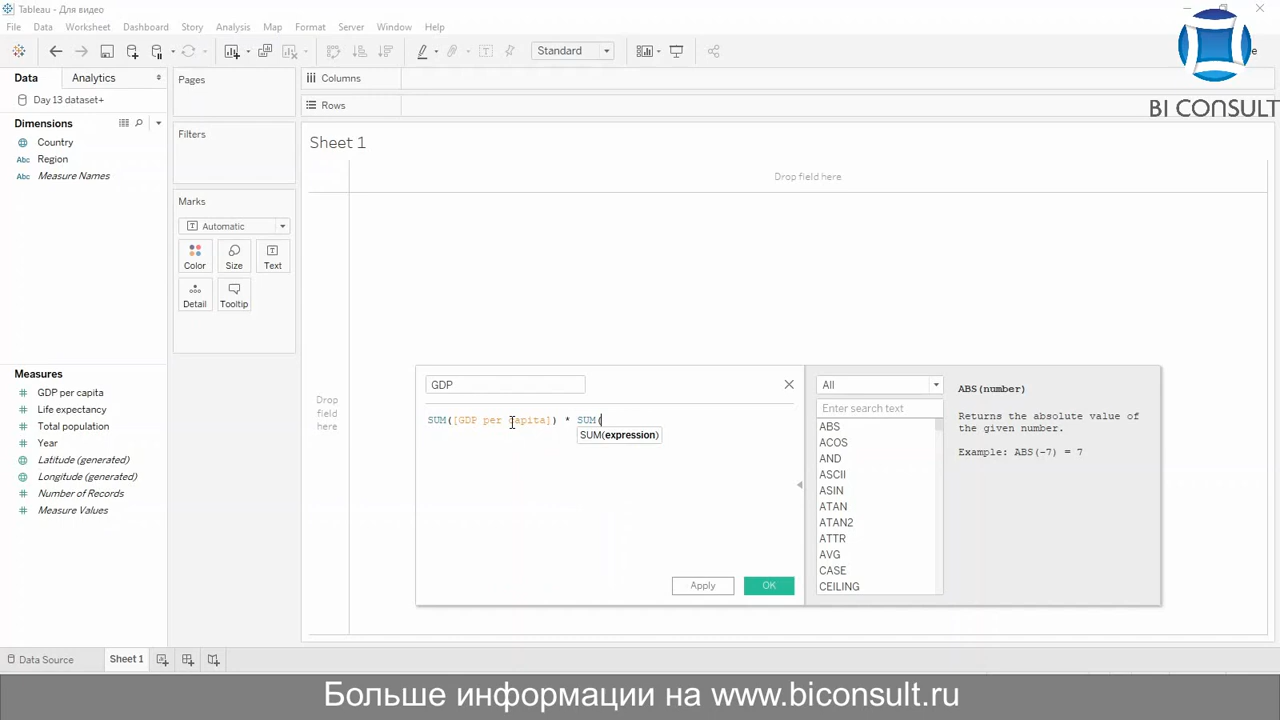 Tableau - Для видео
File Data Worksheet Dashboard Story Analysis Map Format Server Window Help
Standard
e
BI CONSULT
Data Analytics
Day 13 dataset+
Dimensions
Country
Abc Region
Abc Measure Names
Measures
GDP per capita
Life expectancy
Total population
Year
Latitude (generated)
Longitude (generated)
Number of Records
Measure Values
Pages
Filters
Marks
Automatic
Color Size Text
Detail Tooltip
Columns
Rows
Sheet 1
Drop field here
Drop
field
here
GDP
SUM([GDP per capita]) * SUM(
SUM(expression)
Apply OK
All
Enter search text
ABS
ACOS
AND
ASCII
ASIN
ATAN
ATAN2
ATTR
AVG
CASE
CEILING
ABS(number)
Returns the absolute value of
the given number.
Example: ABS(-7) = 7
Data Source Sheet 1
Больше информации на www.biconsult.ru